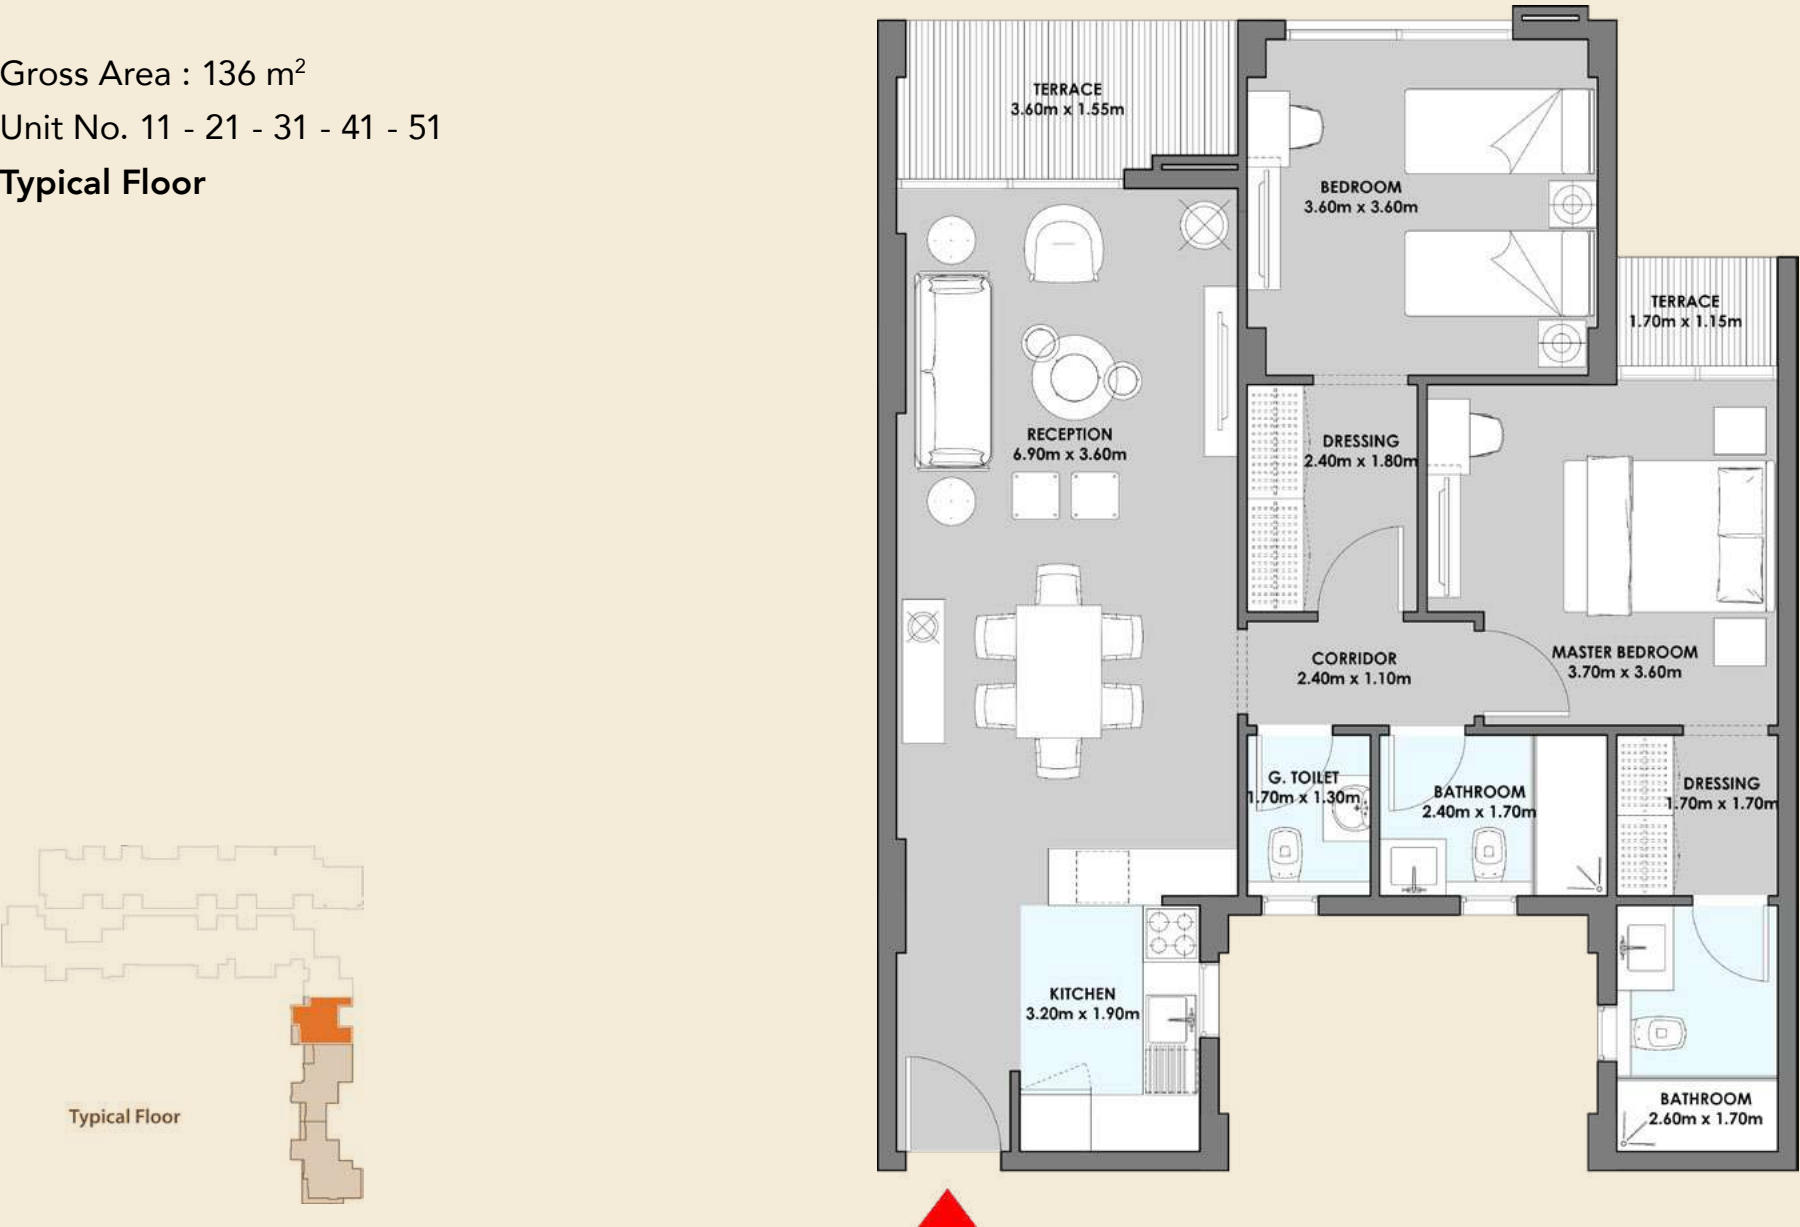 Gross Area : 136 m²
Unit No. 11 - 21 - 31 - 41 - 51
Typical Floor
TERRACE
3.60m x 1.55m
BEDROOM
3.60m x 3.60m
TERRACE
1.70m x 1.15m
RECEPTION
6.90m x 3.60m
DRESSING
2.40m x 1.80m
CORRIDOR
2.40m x 1.10m
MASTER BEDROOM
3.70m x 3.60m
G. TOILET
1.70m x 1.30m
BATHROOM
2.40m x 1.70m
DRESSING
1.70m x 1.70m
KITCHEN
3.20m x 1.90m
BATHROOM
2.60m x 1.70m
Typical Floor